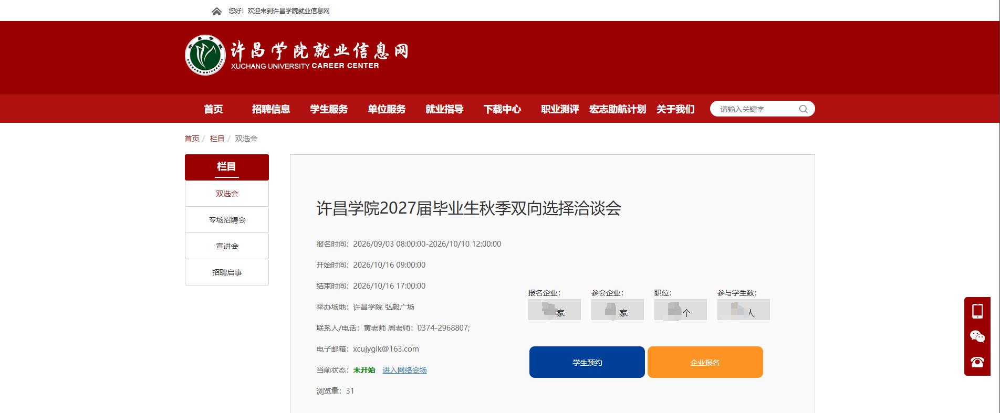 您好！欢迎来到许昌学院就业信息网
许昌学院就业信息网
XUCHANG UNIVERSITY CAREER CENTER
首页 招聘信息 学生服务 单位服务 就业指导 下载中心 职业测评 宏志助航计划 关于我们 请输入关键字
首页 / 栏目 / 双选会
栏目
双选会
专场招聘会
宣讲会
招聘启事
许昌学院2027届毕业生秋季双向选择洽谈会
报名时间：2026/09/03 08:00:00-2026/10/10 12:00:00
开始时间：2026/10/16 09:00:00
结束时间：2026/10/16 17:00:00
举办场地：许昌学院 弘毅广场
联系人/电话：黄老师 周老师：0374-2968807;
电子邮箱：xcujyglk@163.com
当前状态：未开始 进入网络会场
浏览量：31
报名企业： 参会企业： 职位： 参与学生数：
家 家 个 人
学生预约 企业报名